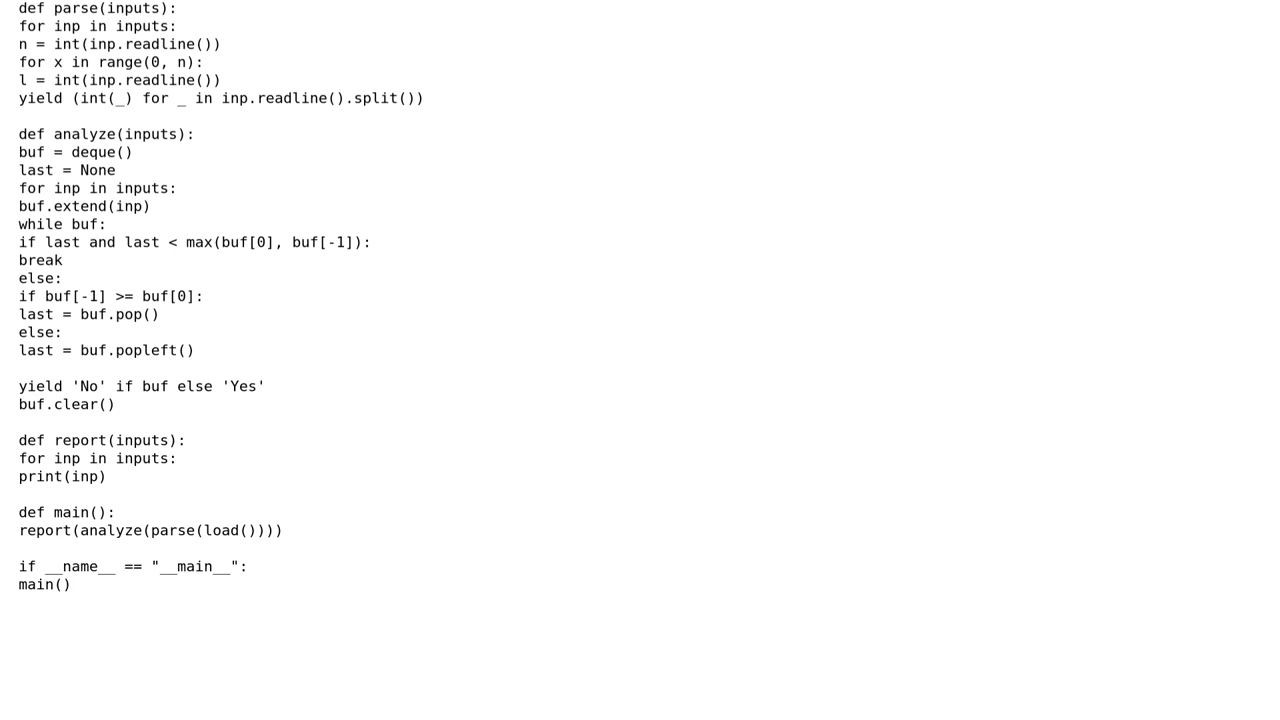 def parse(inputs):
for inp in inputs:
n = int(inp.readline())
for x in range(0, n):
l = int(inp.readline())
yield (int(_) for _ in inp.readline().split())

def analyze(inputs):
buf = deque()
last = None
for inp in inputs:
buf.extend(inp)
while buf:
if last and last < max(buf[0], buf[-1]):
break
else:
if buf[-1] >= buf[0]:
last = buf.pop()
else:
last = buf.popleft()

yield 'No' if buf else 'Yes'
buf.clear()

def report(inputs):
for inp in inputs:
print(inp)

def main():
report(analyze(parse(load())))

if __name__ == "__main__":
main()